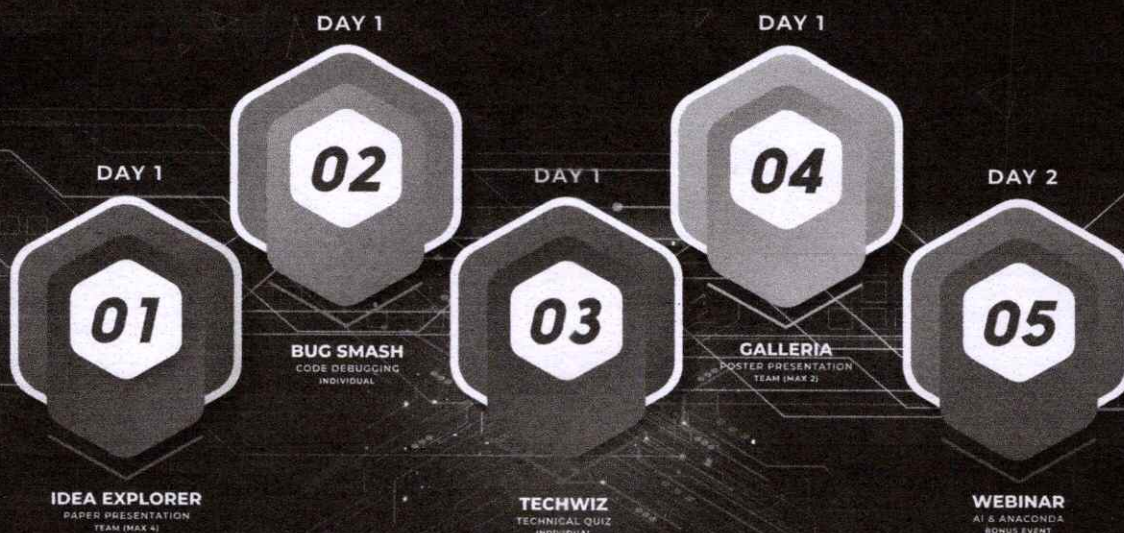 DAY 1
01
IDEA EXPLORER
PAPER PRESENTATION
TEAM (MAX 4)
DAY 1
02
BUG SMASH
CODE DEBUGGING
INDIVIDUAL
DAY 1
03
TECHWIZ
TECHNICAL QUIZ
INDIVIDUAL
DAY 1
04
GALLERIA
POSTER PRESENTATION
TEAM (MAX 2)
DAY 2
05
WEBINAR
AI & ANACONDA
BONUS EVENT